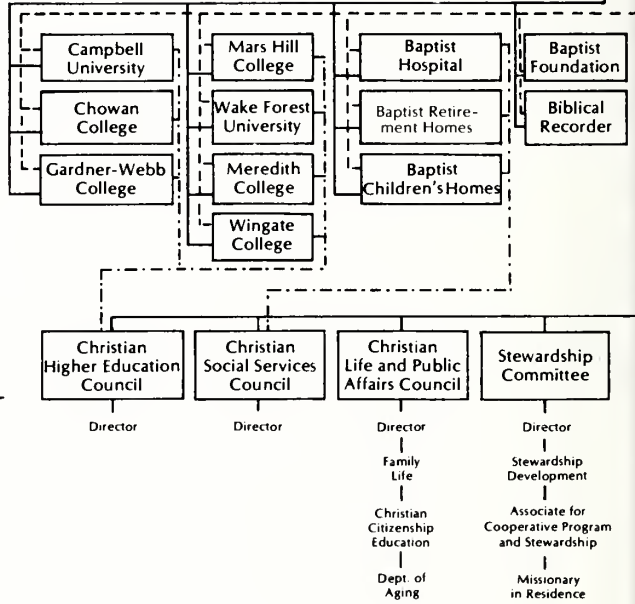 Campbell
University
Chowan
College
Gardner-Webb
College
Mars Hill
College
Wake Forest
University
Meredith
College
Wingate
College
Baptist
Hospital
Baptist Retire-
ment Homes
Baptist
Children's Homes
Baptist
Foundation
Biblical
Recorder
Christian
Higher Education
Council
Director
Christian
Social Services
Council
Director
Christian
Life and Public
Affairs Council
Director
Family
Life
Christian
Citizenship
Education
Dept. of
Aging
Stewardship
Committee
Director
Stewardship
Development
Associate for
Cooperative Program
and Stewardship
Missionary
in Residence